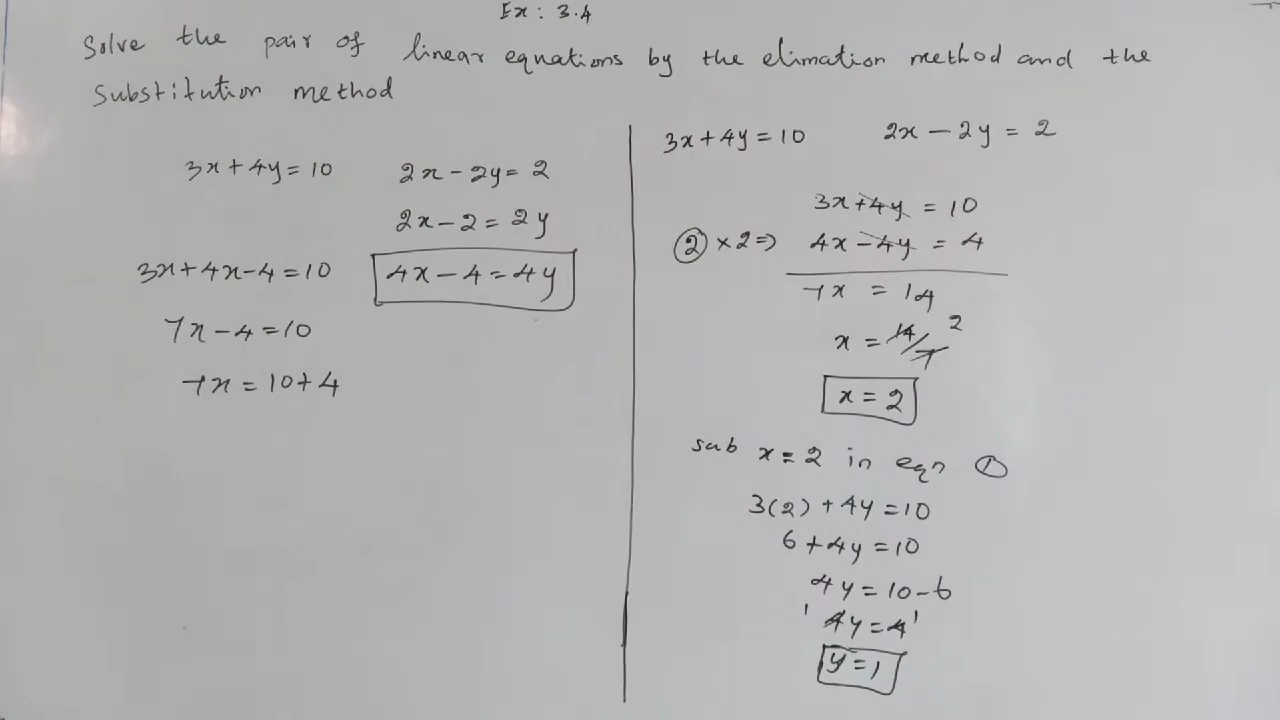 Ex : 3.4
Solve the pair of linear equations by the elimation method and the
substitution method
3x + 4y = 10 2x - 2y = 2
2x - 2 = 2y
3x + 4x - 4 = 10 4x - 4 = 4y
7x - 4 = 10
7x = 10 + 4
3x + 4y = 10 2x - 2y = 2
3x + 4y = 10
② × 2 ⇒ 4x - 4y = 4
7x = 14
x = 14/7 2
x = 2
sub x = 2 in eqn ①
3(2) + 4y = 10
6 + 4y = 10
4y = 10 - 6
1 4y = 4 1
y = 1